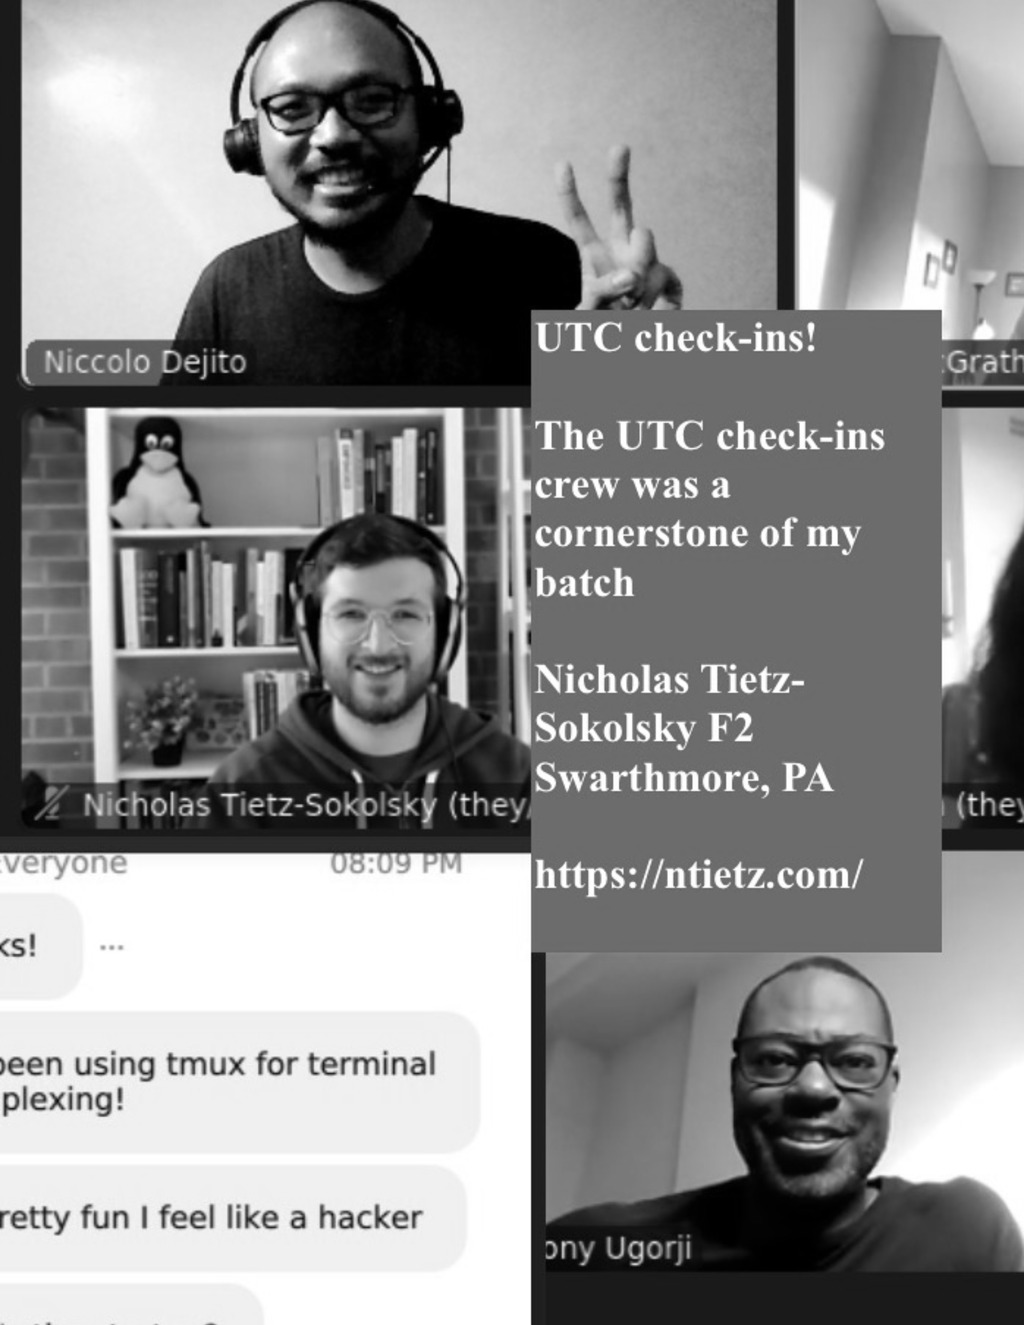 Niccolo Dejito
Grath
UTC check-ins!
The UTC check-ins
crew was a
cornerstone of my
batch
Nicholas Tietz-
Sokolsky F2
Swarthmore, PA
https://ntietz.com/
Nicholas Tietz-Sokolsky (they/
(they
Everyone
08:09 PM
ks!
...
been using tmux for terminal
plexing!
retty fun I feel like a hacker
ony Ugorji